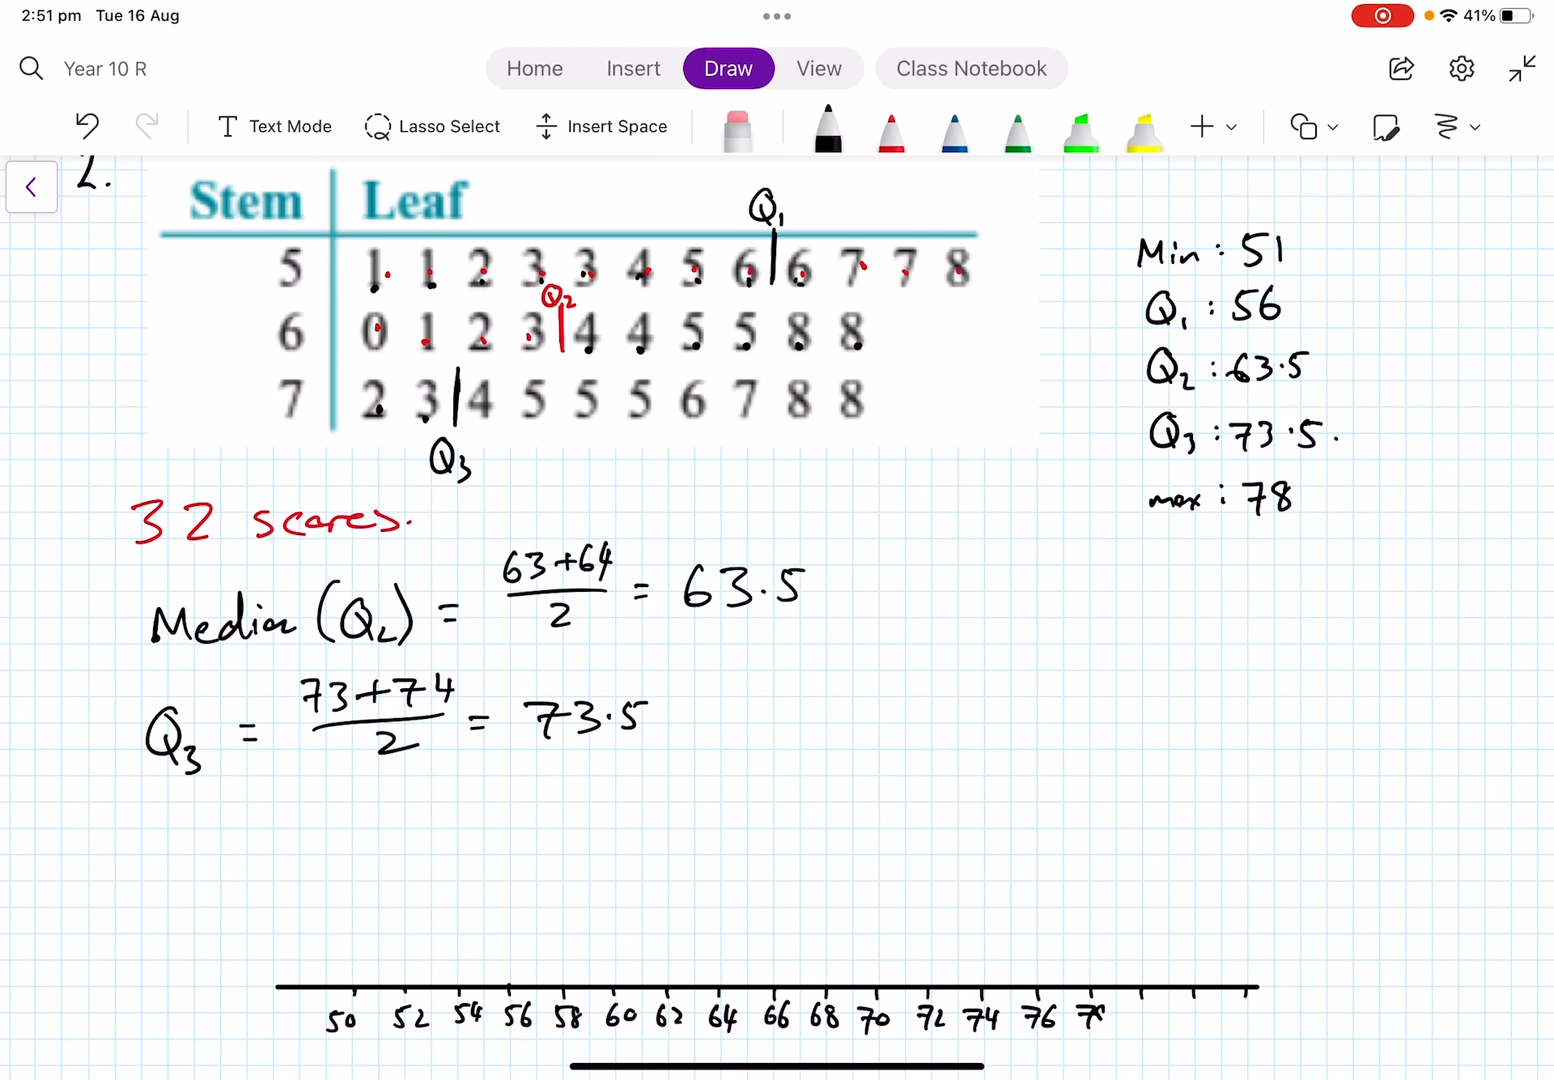 2:51 pm Tue 16 Aug
41%
Year 10 R
Home Insert Draw View Class Notebook
Text Mode Lasso Select Insert Space
2.
Stem Leaf
Q₁
5 1 1 2 3 3 4 5 6 6 7 7 8
Q₂
6 0 1 2 3 4 4 5 5 8 8
7 2 3 4 5 5 5 6 7 8 8
Q₃
Min : 51
Q₁ : 56
Q₂ : 63.5
Q₃ : 73.5.
max : 78
32 scores.
Median (Q₂) = 63+64/2 = 63.5
Q₃ = 73+74/2 = 73.5
50 52 54 56 58 60 62 64 66 68 70 72 74 76 78